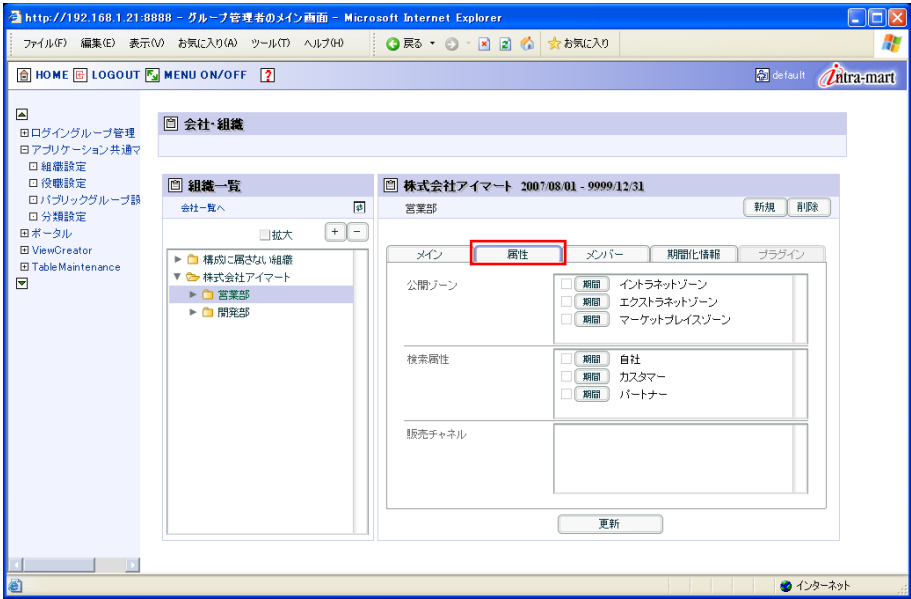 http://192.168.1.21:8888 - グループ管理者のメイン画面 - Microsoft Internet Explorer
ファイル(F) 編集(E) 表示(V) お気に入り(A) ツール(T) ヘルプ(H) 戻る お気に入り
HOME LOGOUT MENU ON/OFF ? default intra-mart
ログイングループ管理
アプリケーション共通マ
組織設定
役職設定
パブリックグループ設
分類設定
ポータル
ViewCreator
TableMaintenance
会社・組織
組織一覧
会社一覧へ
拡大 + -
構成に属さない組織
株式会社アイマート
営業部
開発部
株式会社アイマート 2007/08/01 - 9999/12/31
営業部 新規 削除
メイン 属性 メンバー 期間化情報 プラグイン
公開ゾーン
期間 イントラネットゾーン
期間 エクストラネットゾーン
期間 マーケットプレイスゾーン
検索属性
期間 自社
期間 カスタマー
期間 パートナー
販売チャネル
更新
インターネット